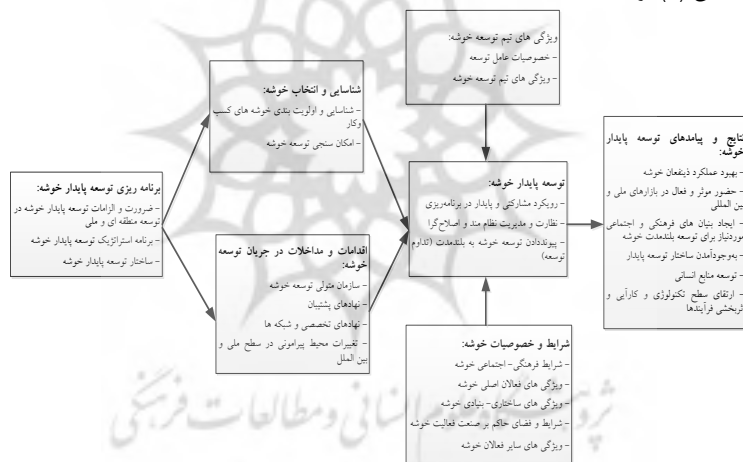 ویژگی های تیم توسعه خوشه:
- خصوصیات عامل توسعه
- ویژگی های تیم توسعه خوشه
شناسایی و انتخاب خوشه:
- شناسایی و اولویت بندی خوشه های کسب
وکار
- امکان سنجی توسعه خوشه
نتایج و پیامدهای توسعه پایدار
خوشه:
- بهبود عملکرد ذینفعان خوشه
- حضور موثر و فعال در بازارهای ملی و
بین المللی
- ایجاد بنیان های فرهنگی و اجتماعی
موردنیاز برای توسعه بلندمدت خوشه
- به‌وجودآمدن ساختار توسعه پایدار
- توسعه منابع انسانی
- ارتقای سطح تکنولوژی و کارآیی و
اثربخشی فرآیندها
توسعه پایدار خوشه:
- رویکرد مشارکتی و پایدار در برنامه‌ریزی
- نظارت و مدیریت نظام مند و اصلاح‌گرا
- پیونددادن توسعه خوشه به بلندمدت (تداوم
توسعه)
برنامه ریزی توسعه پایدار خوشه:
- ضرورت و الزامات توسعه پایدار خوشه در
توسعه منطقه ای و ملی
- برنامه استراتژیک توسعه پایدار خوشه
- ساختار توسعه پایدار خوشه
اقدامات و مداخلات در جریان توسعه
خوشه:
- سازمان متولی توسعه خوشه
- نهادهای پشتیبان
- نهادهای تخصصی و شبکه ها
- تغییرات محیط پیرامونی در سطح ملی و
بین الملل
شرایط و خصوصیات خوشه:
- شرایط فرهنگی- اجتماعی خوشه
- ویژگی های فعالان اصلی خوشه
- ویژگی های ساختاری- بنیادی خوشه
- شرایط و فضای حاکم بر صنعت فعالیت خوشه
- ویژگی های سایر فعالان خوشه
انسانی و مطالعات فرهنگی